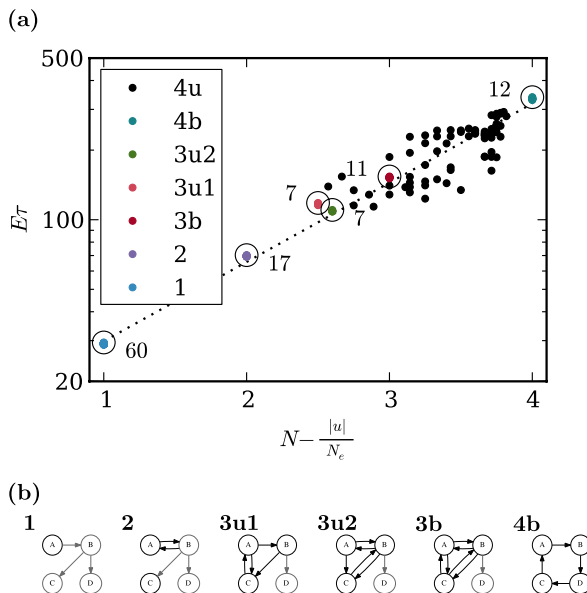 (a)
500
100
20
Eτ
4u
4b
3u2
3u1
3b
2
1
12
11
7
7
17
60
1 2 3 4
N− |u|/N_e
(b)
1 2 3u1 3u2 3b 4b
A B A B A B A B A B A B
C D C D C D C D C D C D